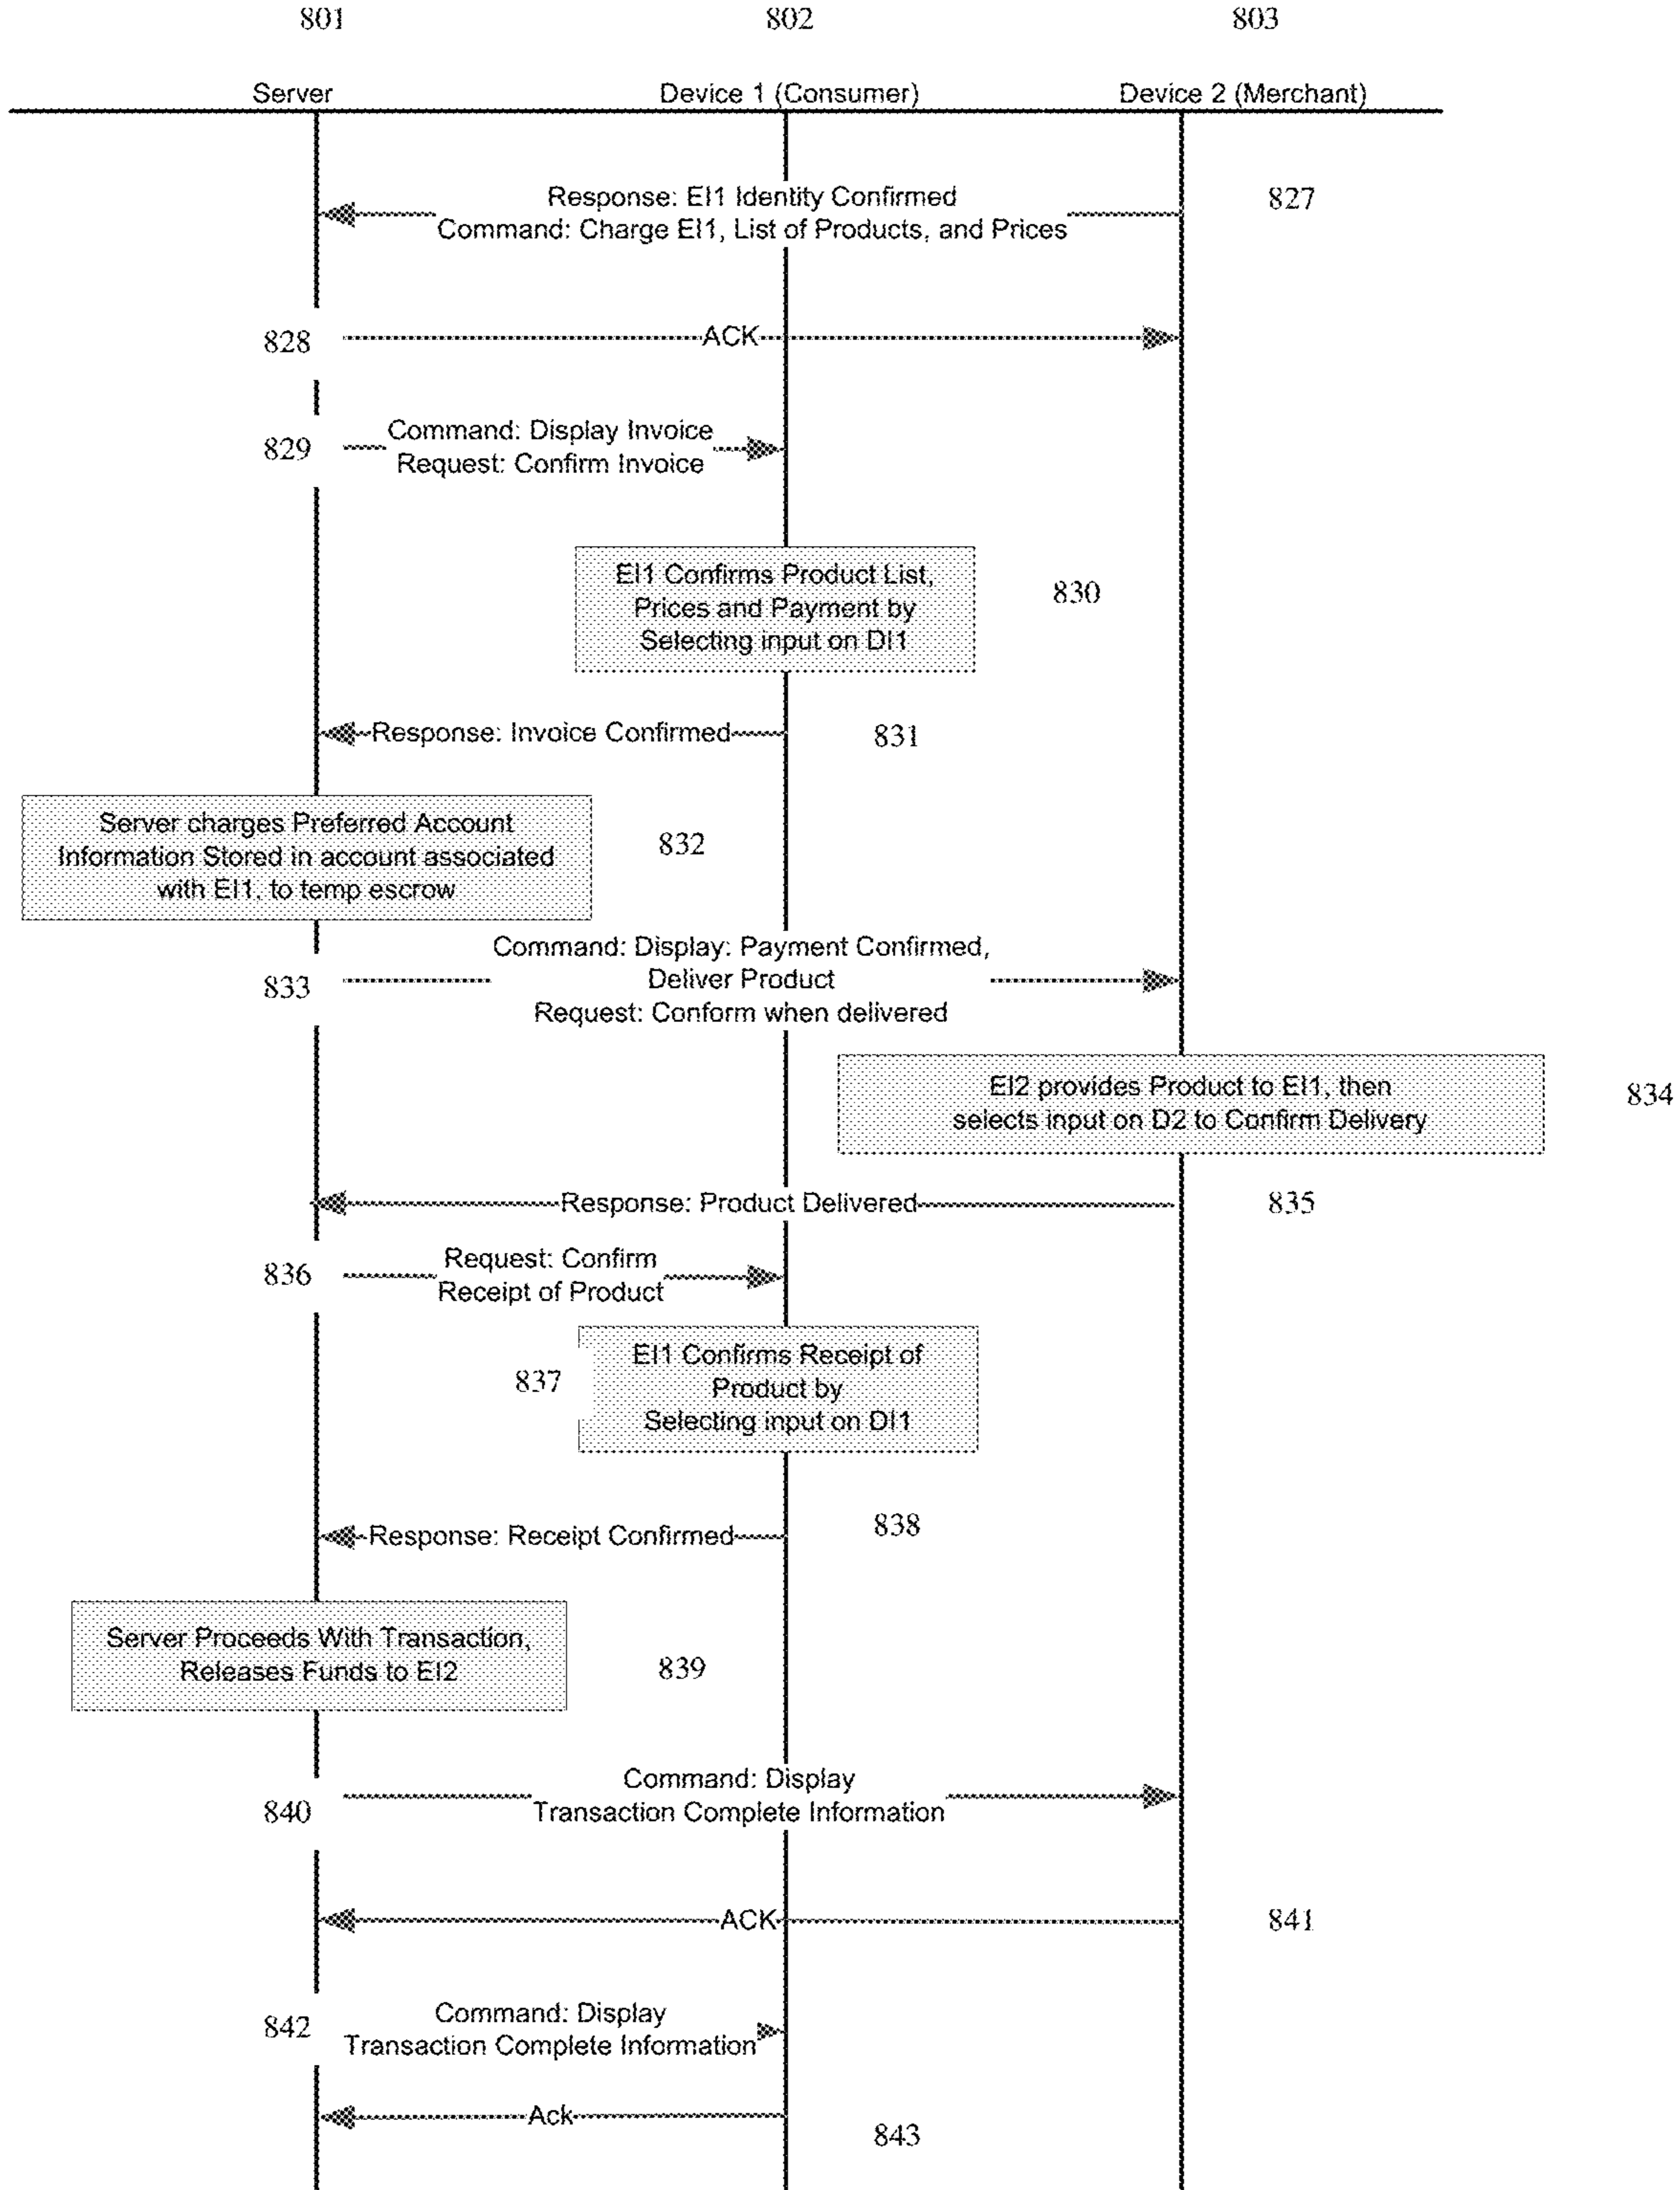 801 802 803
Server Device 1 (Consumer) Device 2 (Merchant)
Response: EI1 Identity Confirmed
Command: Charge EI1, List of Products, and Prices
827
828
ACK
829
Command: Display Invoice
Request: Confirm Invoice
EI1 Confirms Product List,
Prices and Payment by
Selecting input on DI1
830
Response: Invoice Confirmed
831
Server charges Preferred Account
Information Stored in account associated
with EI1, to temp escrow
832
833
Command: Display: Payment Confirmed,
Deliver Product
Request: Conform when delivered
EI2 provides Product to EI1, then
selects input on D2 to Confirm Delivery
834
Response: Product Delivered
835
836
Request: Confirm
Receipt of Product
837
EI1 Confirms Receipt of
Product by
Selecting input on DI1
Response: Receipt Confirmed
838
Server Proceeds With Transaction,
Releases Funds to EI2
839
840
Command: Display
Transaction Complete Information
ACK
841
842
Command: Display
Transaction Complete Information
Ack
843